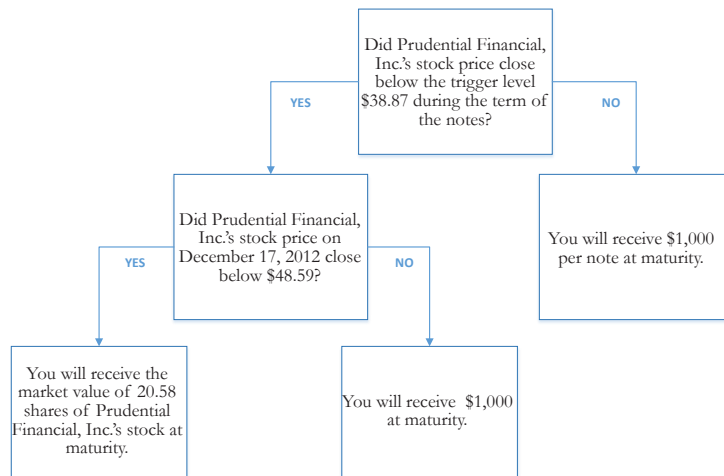 Did Prudential Financial,
Inc.'s stock price close
below the trigger level
$38.87 during the term of
the notes?
YES
NO
Did Prudential Financial,
Inc.'s stock price on
December 17, 2012 close
below $48.59?
You will receive $1,000
per note at maturity.
YES
NO
You will receive the
market value of 20.58
shares of Prudential
Financial, Inc.'s stock at
maturity.
You will receive $1,000
at maturity.